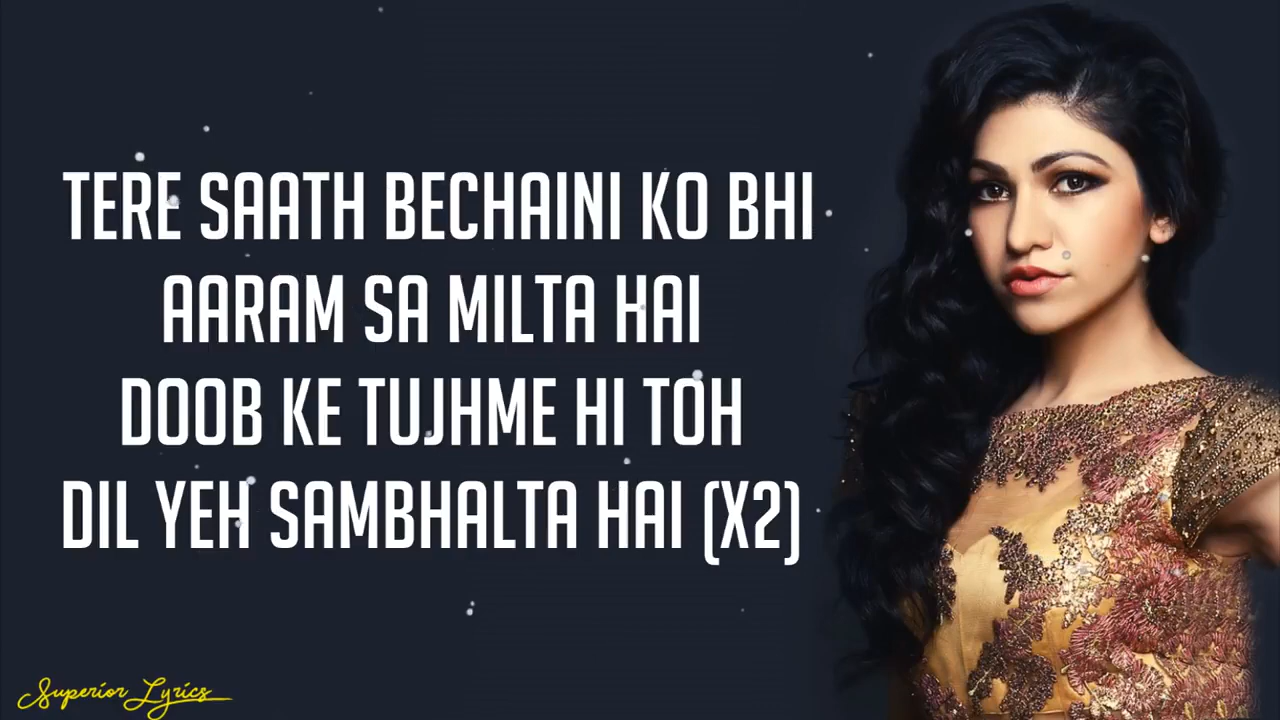 TERE SAATH BECHAINI KO BHI
AARAM SA MILTA HAI
DOOB KE TUJHME HI TOH
DIL YEH SAMBHALTA HAI (X2)
Superior Lyrics